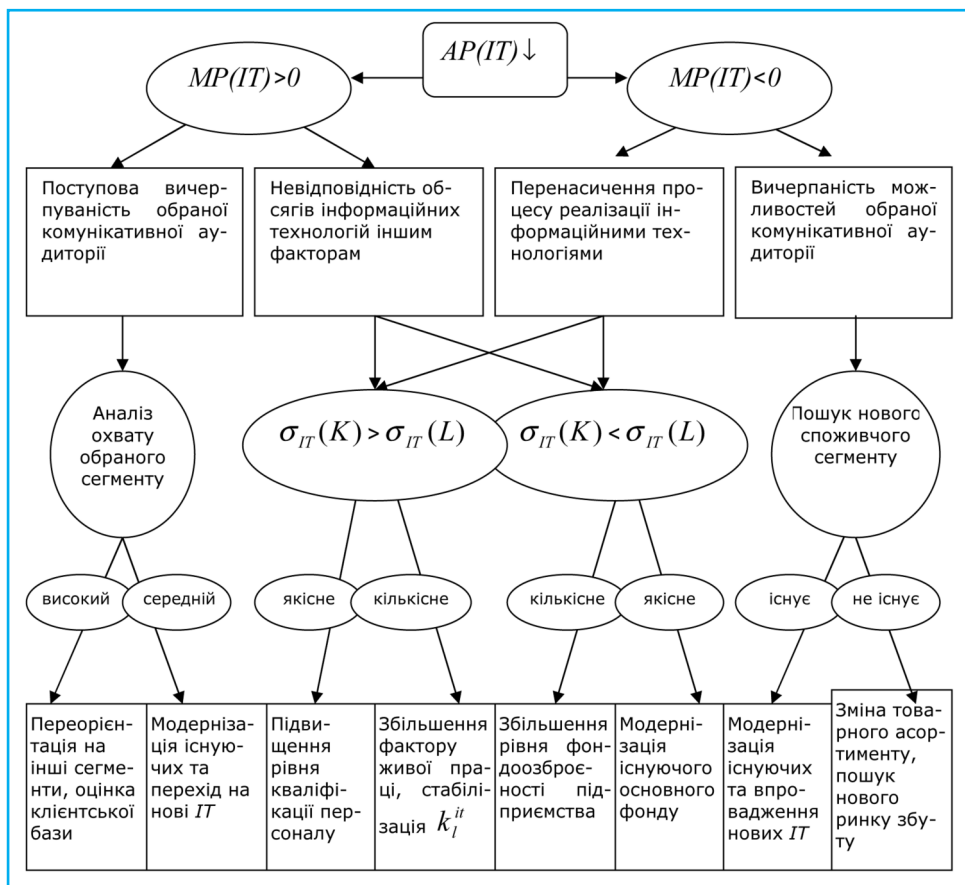 AP(IT)↓
MP(IT)>0
MP(IT)<0
Поступова вичер-
пуваність обраної
комунікативної ау-
диторії
Невідповідність об-
сягів інформаційних
технологій іншим
факторам
Перенасичення про-
цесу реалізації ін-
формаційними тех-
нологіями
Вичерпаність мож-
ливостей обраної
комунікативної ау-
диторії
Аналіз
охвату
обраного
сегменту
σ_IT(K) > σ_IT(L)
σ_IT(K) < σ_IT(L)
Пошук нового
споживчого
сегменту
високий
середній
якісне
кількісне
кількісне
якісне
існує
не існує
Переорієн-
тація на
інші сегмен-
ти, оцінка
клієнтської
бази
Модерніза-
ція існую-
чих та
перехід на
нові IT
Підви-
щення
рівня
кваліфі-
кації пер-
соналу
Збільшення
фактору
живої пра-
ці, стабілі-
зація k_l^it
Збільшення
рівня фон-
доозброє-
ності під-
приємства
Модерні-
зація
існуючого
основного
фонду
Модерні-
зація
існуючих
та впро-
вадження
нових IT
Зміна това-
рного асор-
тименту,
пошук
нового
ринку збу-
ту